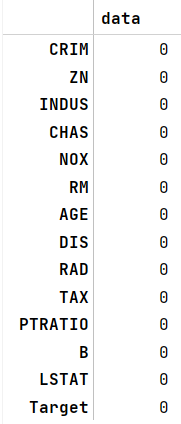 data
CRIM 0
ZN 0
INDUS 0
CHAS 0
NOX 0
RM 0
AGE 0
DIS 0
RAD 0
TAX 0
PTRATIO 0
B 0
LSTAT 0
Target 0